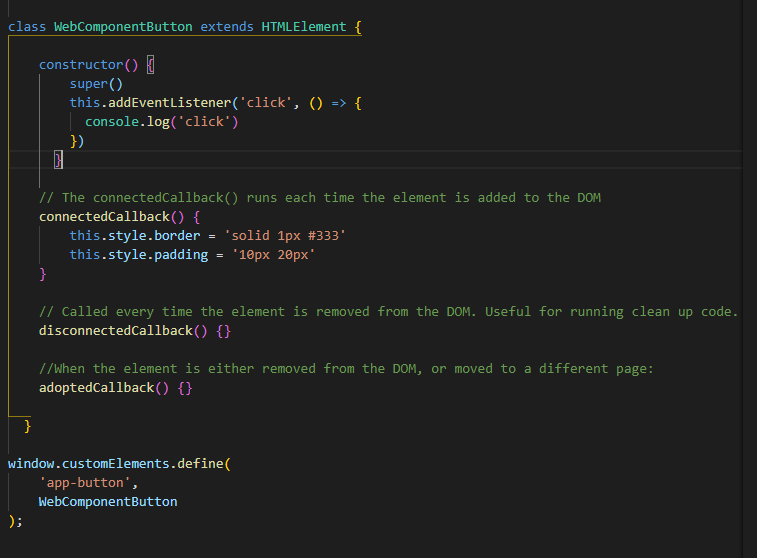 class WebComponentButton extends HTMLElement {
constructor() {
super()
this.addEventListener('click', () => {
console.log('click')
})
}
// The connectedCallback() runs each time the element is added to the DOM
connectedCallback() {
this.style.border = 'solid 1px #333'
this.style.padding = '10px 20px'
}
// Called every time the element is removed from the DOM. Useful for running clean up code.
disconnectedCallback() {}
//When the element is either removed from the DOM, or moved to a different page:
adoptedCallback() {}
}
window.customElements.define(
'app-button',
WebComponentButton
);